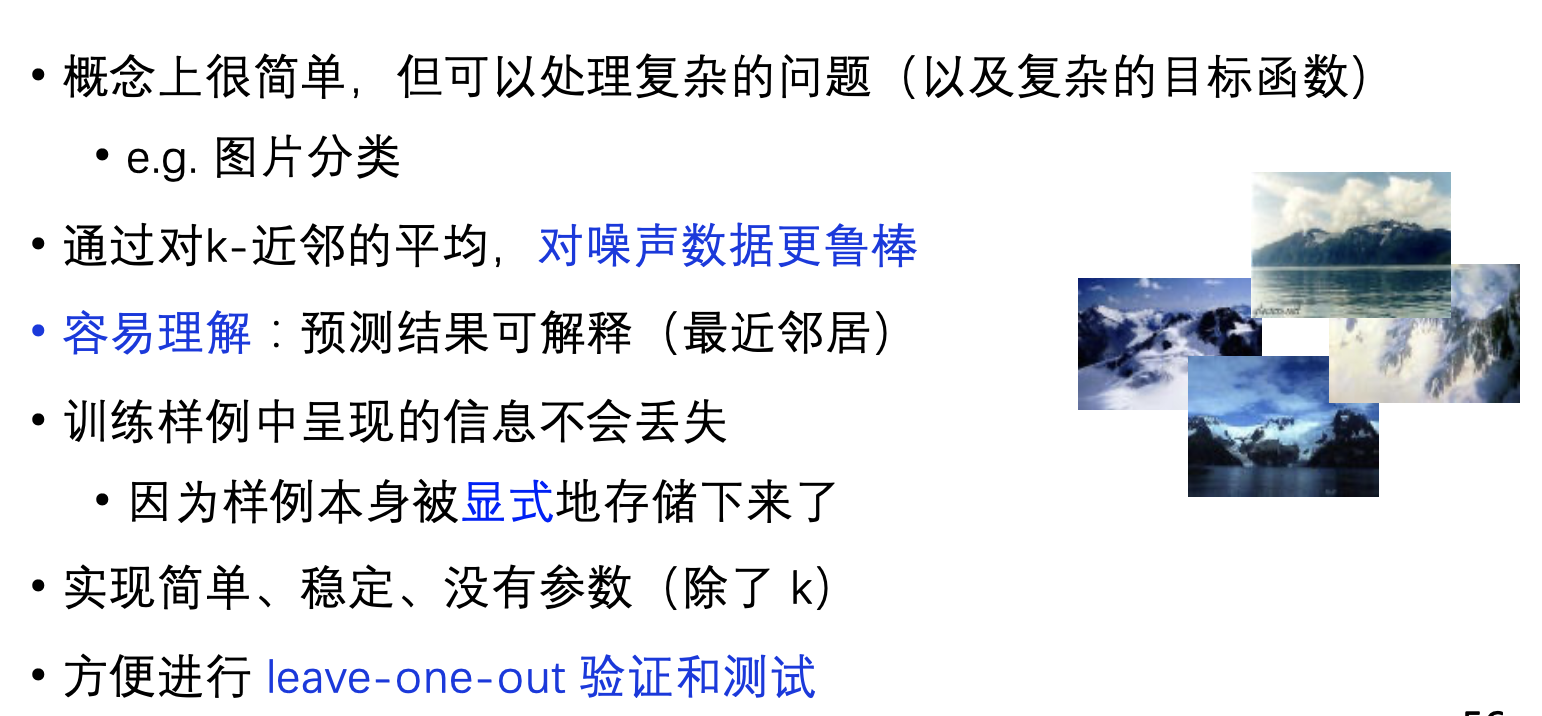 • 概念上很简单，但可以处理复杂的问题（以及复杂的目标函数）
• e.g. 图片分类
• 通过对k-近邻的平均，对噪声数据更鲁棒
• 容易理解：预测结果可解释（最近邻居）
• 训练样例中呈现的信息不会丢失
• 因为样例本身被显式地存储下来了
• 实现简单、稳定、没有参数（除了 k）
• 方便进行 leave-one-out 验证和测试